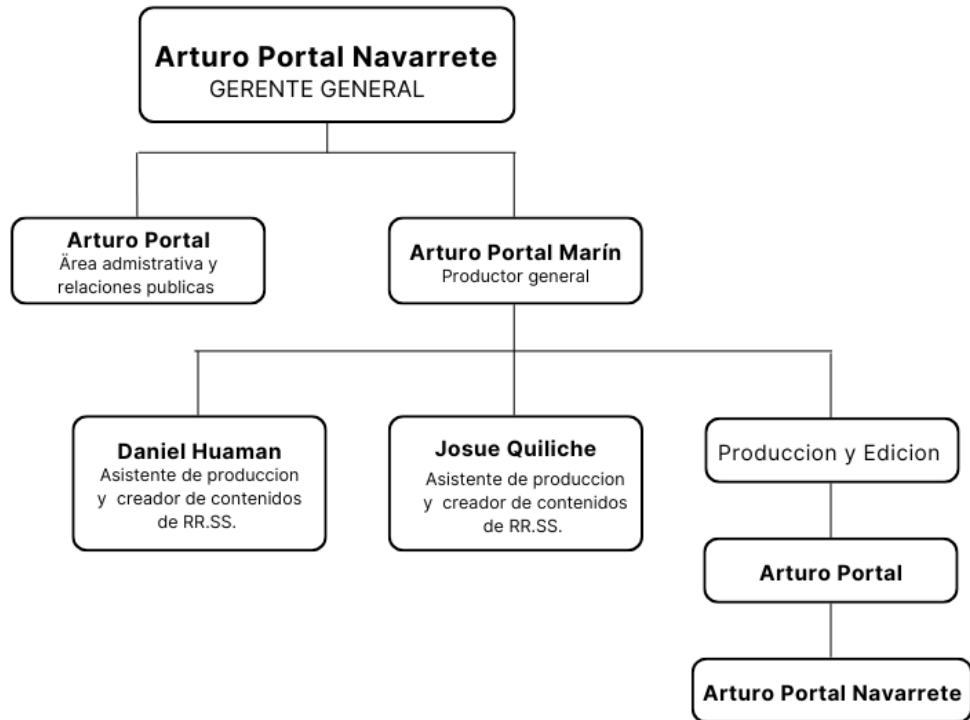 Arturo Portal Navarrete
GERENTE GENERAL
Arturo Portal
Ärea admistrativa y
relaciones publicas
Arturo Portal Marín
Productor general
Daniel Huaman
Asistente de produccion
y creador de contenidos
de RR.SS.
Josue Quiliche
Asistente de produccion
y creador de contenidos
de RR.SS.
Produccion y Edicion
Arturo Portal
Arturo Portal Navarrete